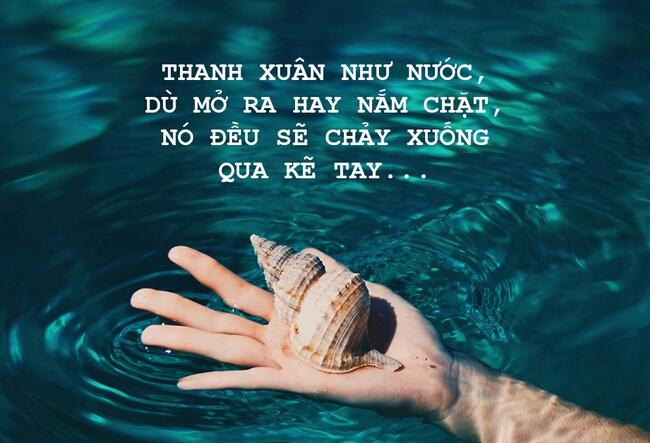 THANH XUÂN NHƯ NƯỚC,
DÙ MỞ RA HAY NẮM CHẶT,
NÓ ĐỀU SẼ CHẢY XUỐNG
QUA KẼ TAY...